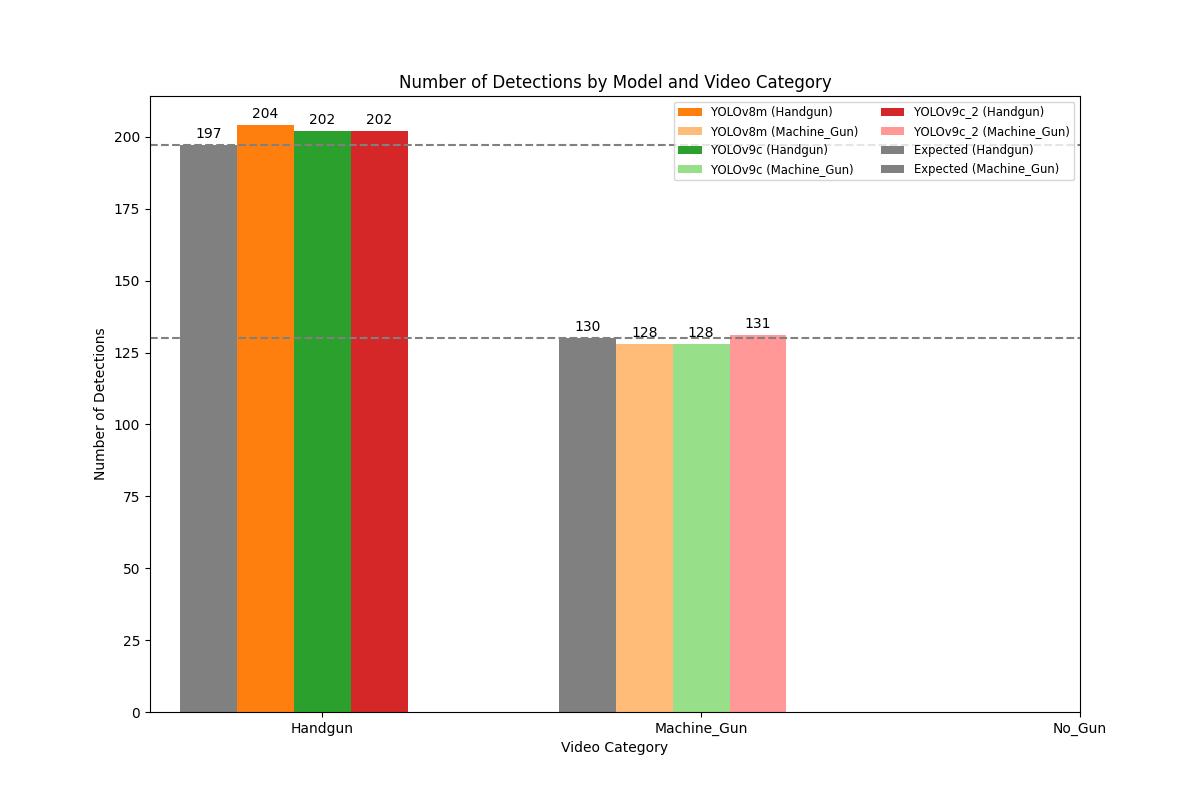 Number of Detections by Model and Video Category
YOLOv8m (Handgun)
YOLOv8m (Machine_Gun)
YOLOv9c (Handgun)
YOLOv9c (Machine_Gun)
YOLOv9c_2 (Handgun)
YOLOv9c_2 (Machine_Gun)
Expected (Handgun)
Expected (Machine_Gun)
197
204
202
202
130
128
128
131
Number of Detections
200
175
150
125
100
75
50
25
0
Handgun
Machine_Gun
No_Gun
Video Category